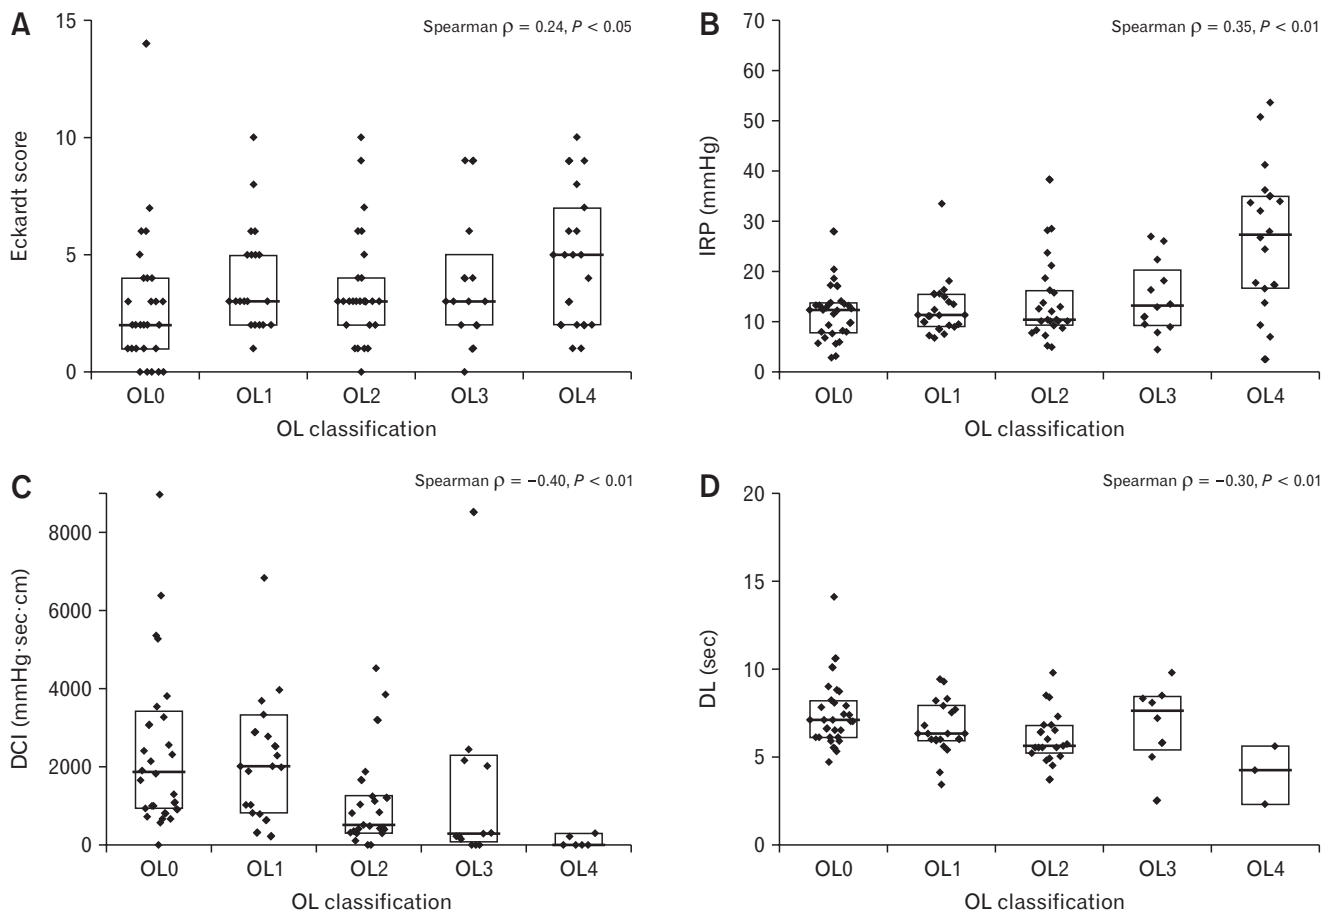 A
Spearman ρ = 0.24, P < 0.05
Eckardt score
15
10
5
0
OL0 OL1 OL2 OL3 OL4
OL classification
B
Spearman ρ = 0.35, P < 0.01
IRP (mmHg)
70
60
50
40
30
20
10
0
OL0 OL1 OL2 OL3 OL4
OL classification
C
Spearman ρ = −0.40, P < 0.01
DCI (mmHg·sec·cm)
8000
6000
4000
2000
0
OL0 OL1 OL2 OL3 OL4
OL classification
D
Spearman ρ = −0.30, P < 0.01
DL (sec)
20
15
10
5
0
OL0 OL1 OL2 OL3 OL4
OL classification